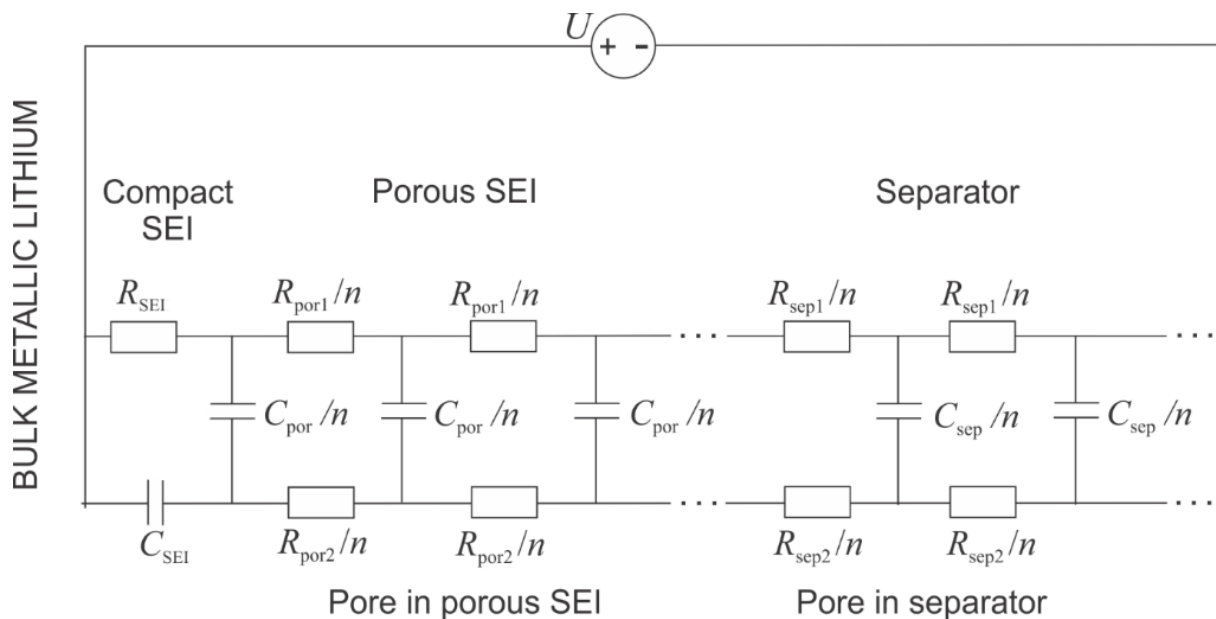 U
+ -
BULK METALLIC LITHIUM
Compact
SEI
Porous SEI
Separator
R_SEI
R_por1/n
R_por1/n
R_sep1/n
R_sep1/n
...
...
C_por/n
C_por/n
C_por/n
C_sep/n
C_sep/n
...
...
C_SEI
R_por2/n
R_por2/n
R_sep2/n
R_sep2/n
Pore in porous SEI
Pore in separator